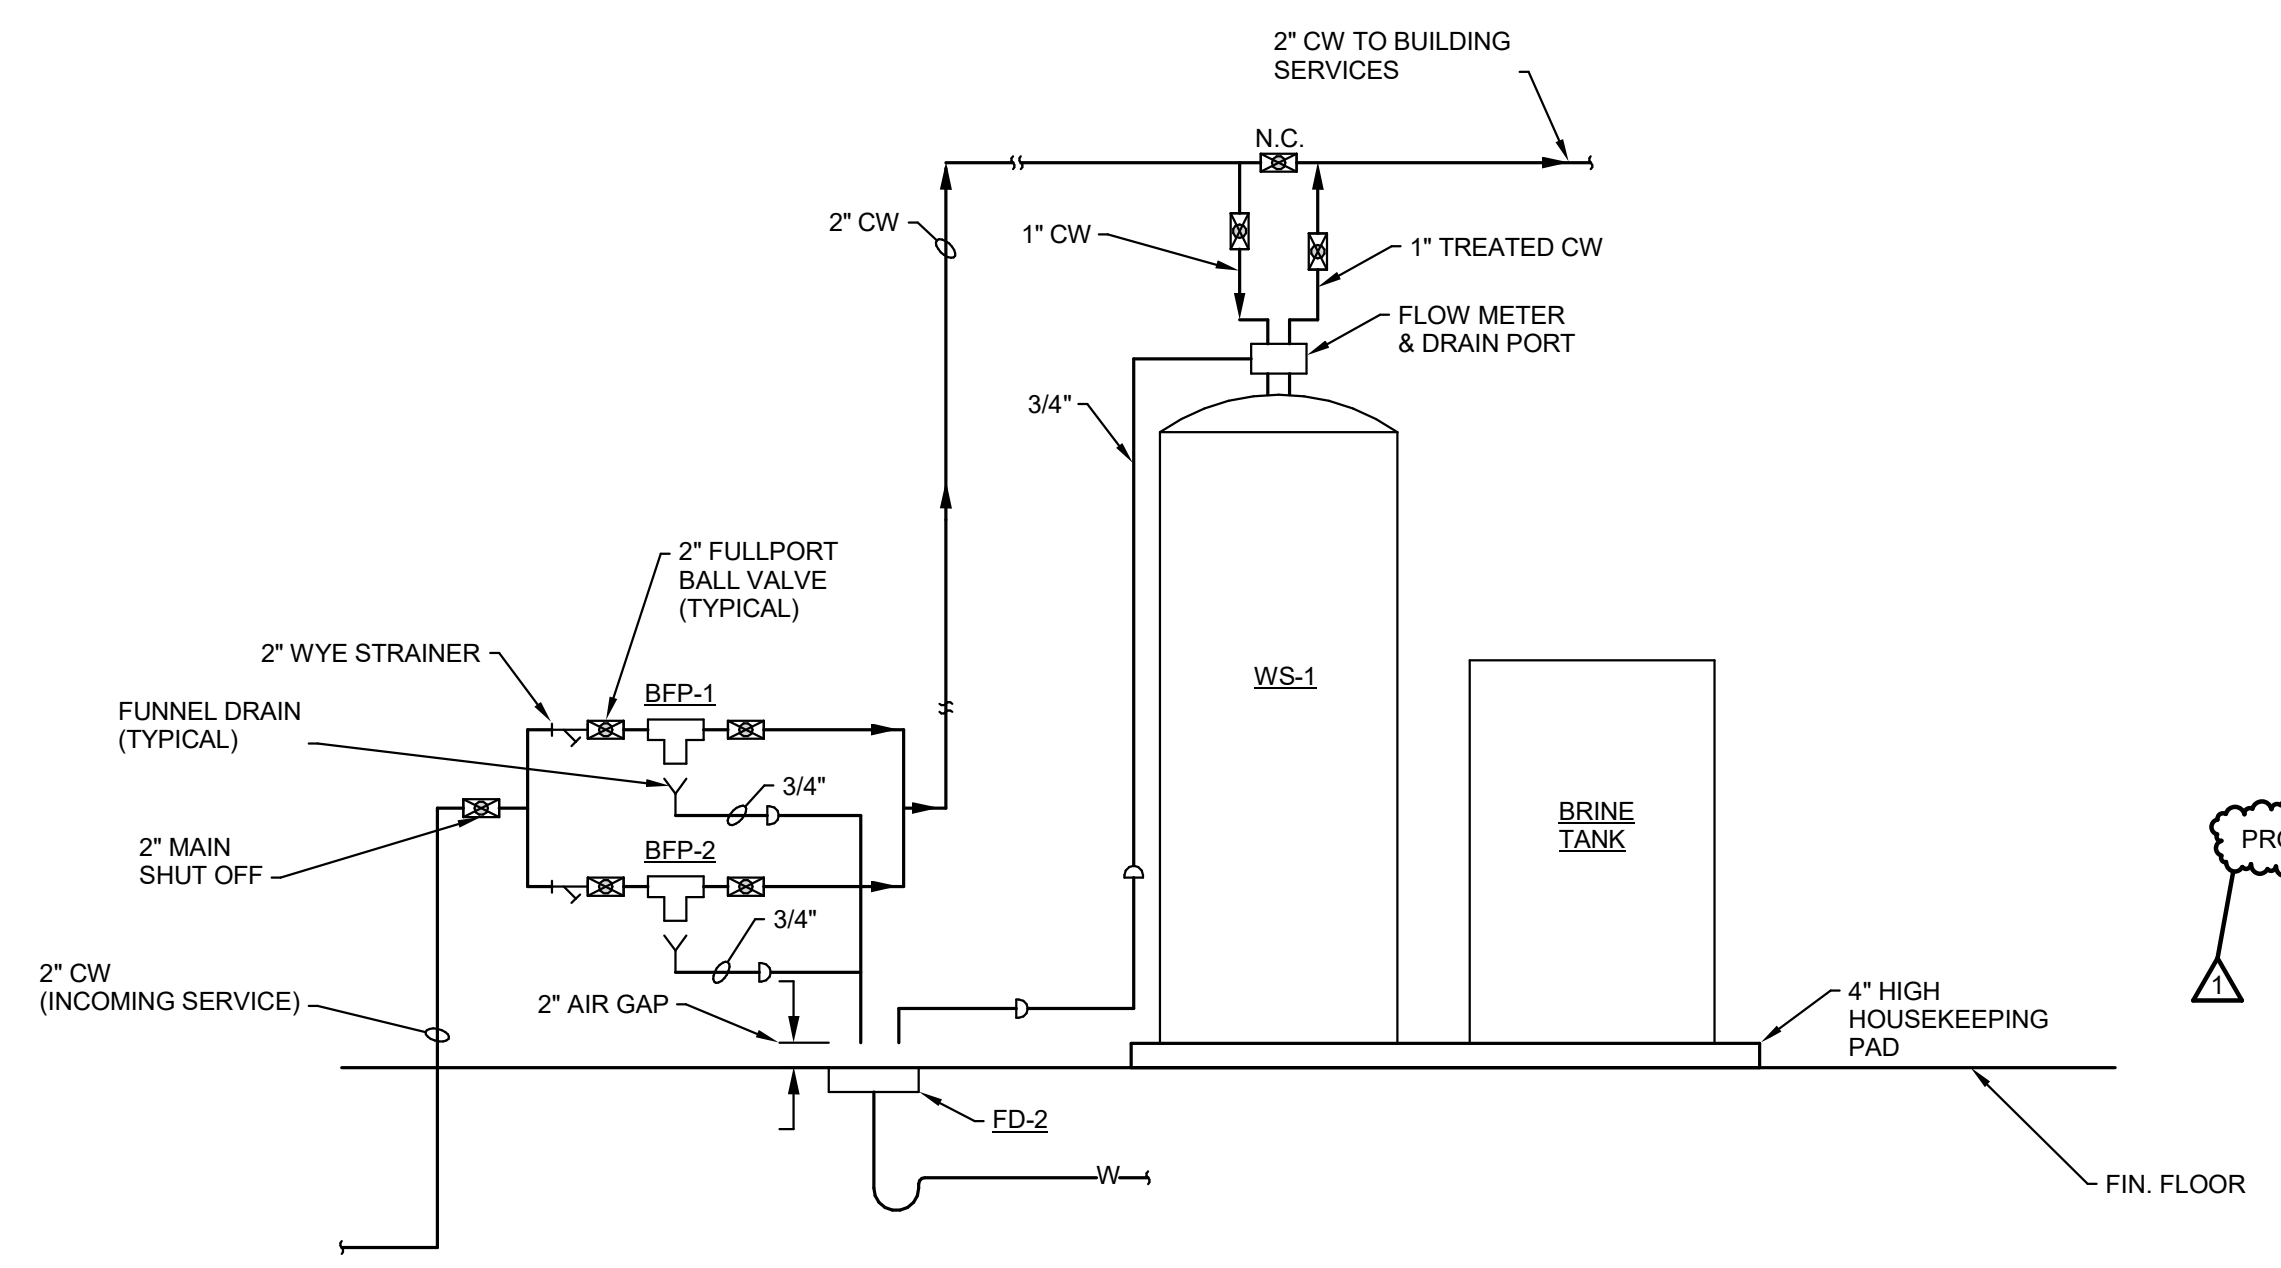 2" CW TO BUILDING
SERVICES
N.C.
2" CW
1" CW
1" TREATED CW
FLOW METER
& DRAIN PORT
3/4"
2" FULLPORT
BALL VALVE
(TYPICAL)
2" WYE STRAINER
BFP-1
WS-1
FUNNEL DRAIN
(TYPICAL)
3/4"
BRINE
TANK
PRO
2" MAIN
SHUT OFF
BFP-2
3/4"
2" CW
(INCOMING SERVICE)
2" AIR GAP
4" HIGH
HOUSEKEEPING
PAD
1
FD-2
W
FIN. FLOOR